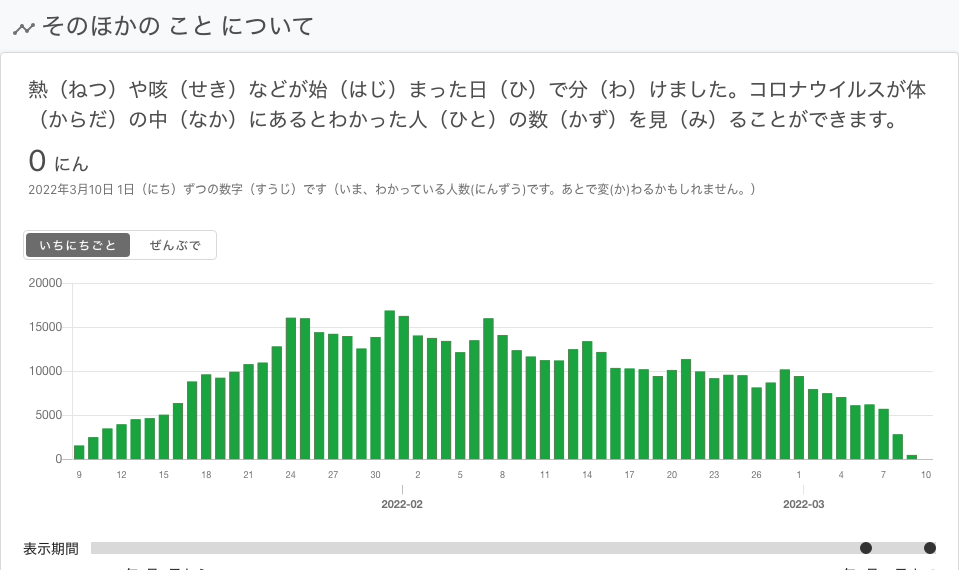 そのほかの こと について
熱（ねつ）や咳（せき）などが始（はじ）まった日（ひ）で分（わ）けました。コロナウイルスが体
（からだ）の中（なか）にあるとわかった人（ひと）の数（かず）を見（み）ることができます。
0 にん
2022年3月10日 1日（にち）ずつの数字（すうじ）です（いま、わかっている人数(にんずう)です。あとで変(か)わるかもしれません。）
いちにちごと ぜんぶで
20000
15000
10000
5000
0
9 12 15 18 21 24 27 30 2 5 8 11 14 17 20 23 26 1 4 7 10
2022-02 2022-03
表示期間